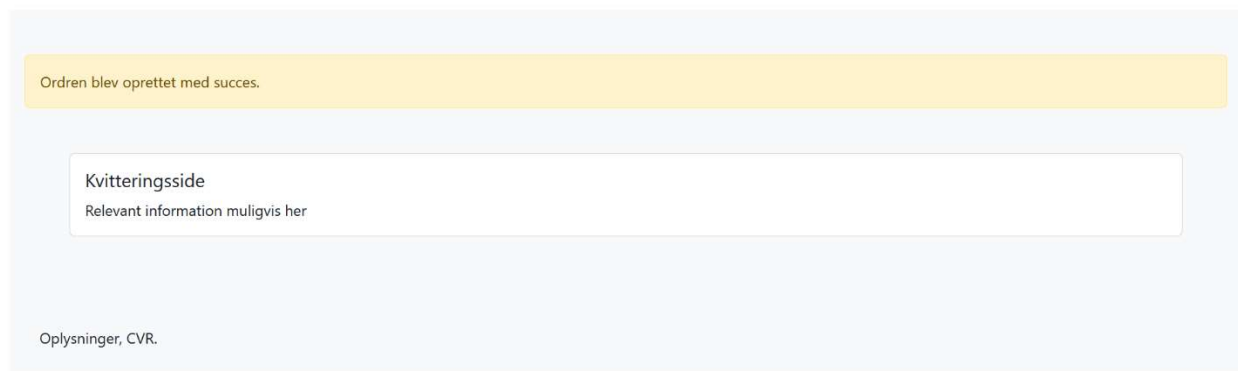 Ordren blev oprettet med succes.
Kvitteringsside
Relevant information muligvis her
Oplysninger, CVR.